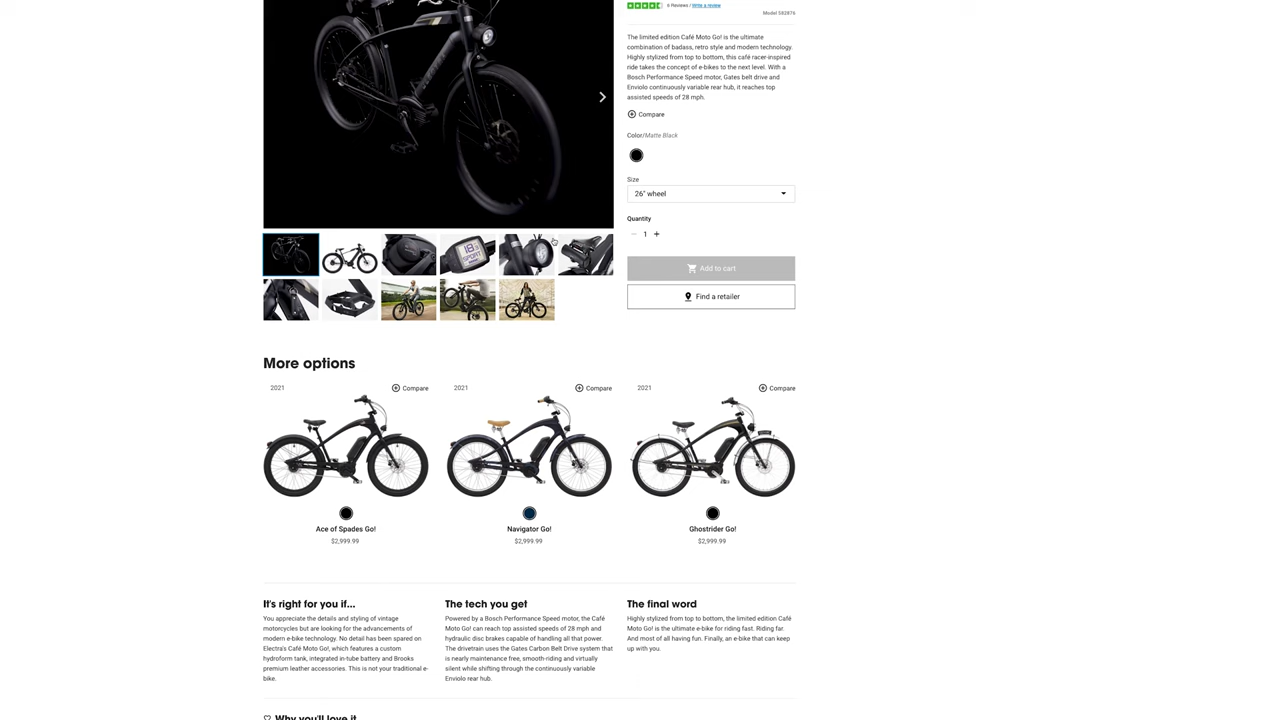 6 Reviews / Write a review
Model 582876
The limited edition Café Moto Go! is the ultimate
combination of badass, retro style and modern technology.
Highly stylized from top to bottom, this café racer-inspired
ride takes the concept of e-bikes to the next level. With a
Bosch Performance Speed motor, Gates belt drive and
Enviolo continuously variable rear hub, it reaches top
assisted speeds of 28 mph.
Compare
Color/Matte Black
Size
26" wheel
Quantity
1
Add to cart
Find a retailer
18
SPORT
More options
2021 Compare
2021 Compare
2021 Compare
Ace of Spades Go!
$2,999.99
Navigator Go!
$2,999.99
Ghostrider Go!
$2,999.99
It's right for you if...
You appreciate the details and styling of vintage
motorcycles but are looking for the advancements of
modern e-bike technology. No detail has been spared on
Electra's Café Moto Go!, which features a custom
hydroform tank, integrated in-tube battery and Brooks
premium leather accessories. This is not your traditional e-
bike.
The tech you get
Powered by a Bosch Performance Speed motor, the Café
Moto Go! can reach top assisted speeds of 28 mph and
hydraulic disc brakes capable of handling all that power.
The drivetrain uses the Gates Carbon Belt Drive system that
is nearly maintenance free, smooth-riding and virtually
silent while shifting through the continuously variable
Enviolo rear hub.
The final word
Highly stylized from top to bottom, the limited edition Café
Moto Go! is the ultimate e-bike for riding fast. Riding far
And most of all having fun. Finally, an e-bike that can keep
up with you.
Why you'll love it